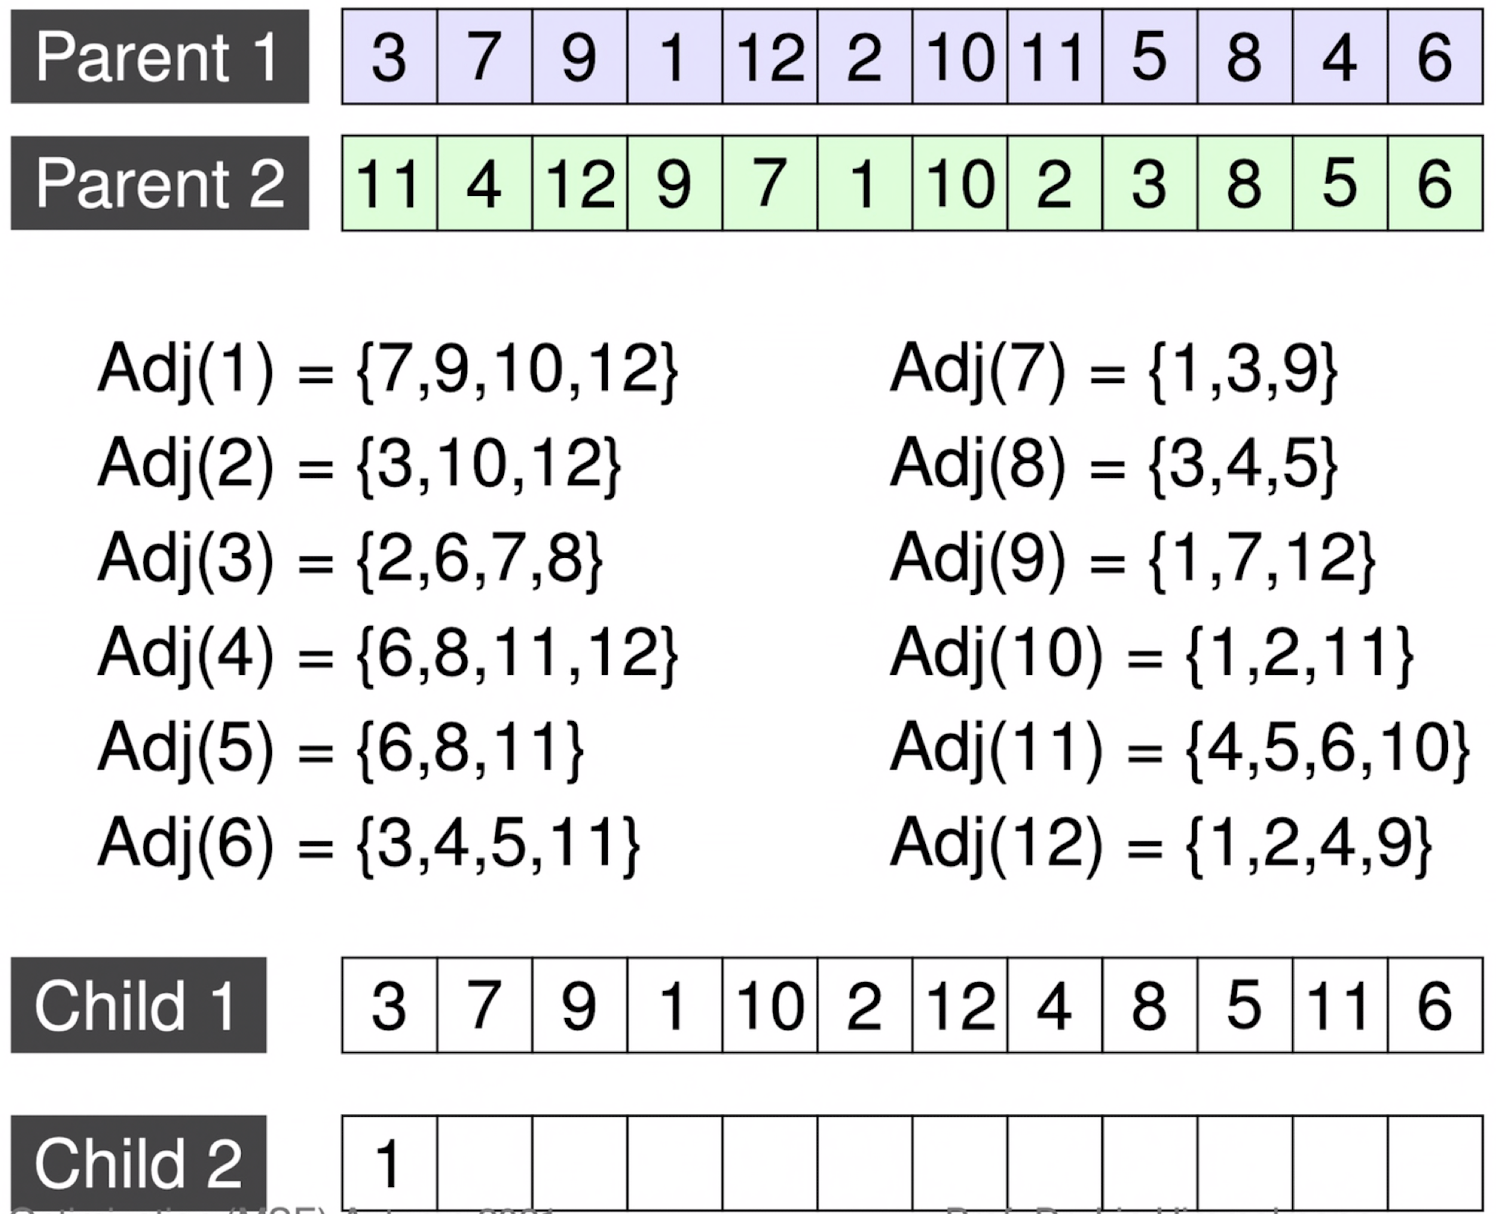 Parent 1 3 7 9 1 12 2 10 11 5 8 4 6
Parent 2 11 4 12 9 7 1 10 2 3 8 5 6
Adj(1) = {7,9,10,12} Adj(7) = {1,3,9}
Adj(2) = {3,10,12} Adj(8) = {3,4,5}
Adj(3) = {2,6,7,8} Adj(9) = {1,7,12}
Adj(4) = {6,8,11,12} Adj(10) = {1,2,11}
Adj(5) = {6,8,11} Adj(11) = {4,5,6,10}
Adj(6) = {3,4,5,11} Adj(12) = {1,2,4,9}
Child 1 3 7 9 1 10 2 12 4 8 5 11 6
Child 2 1